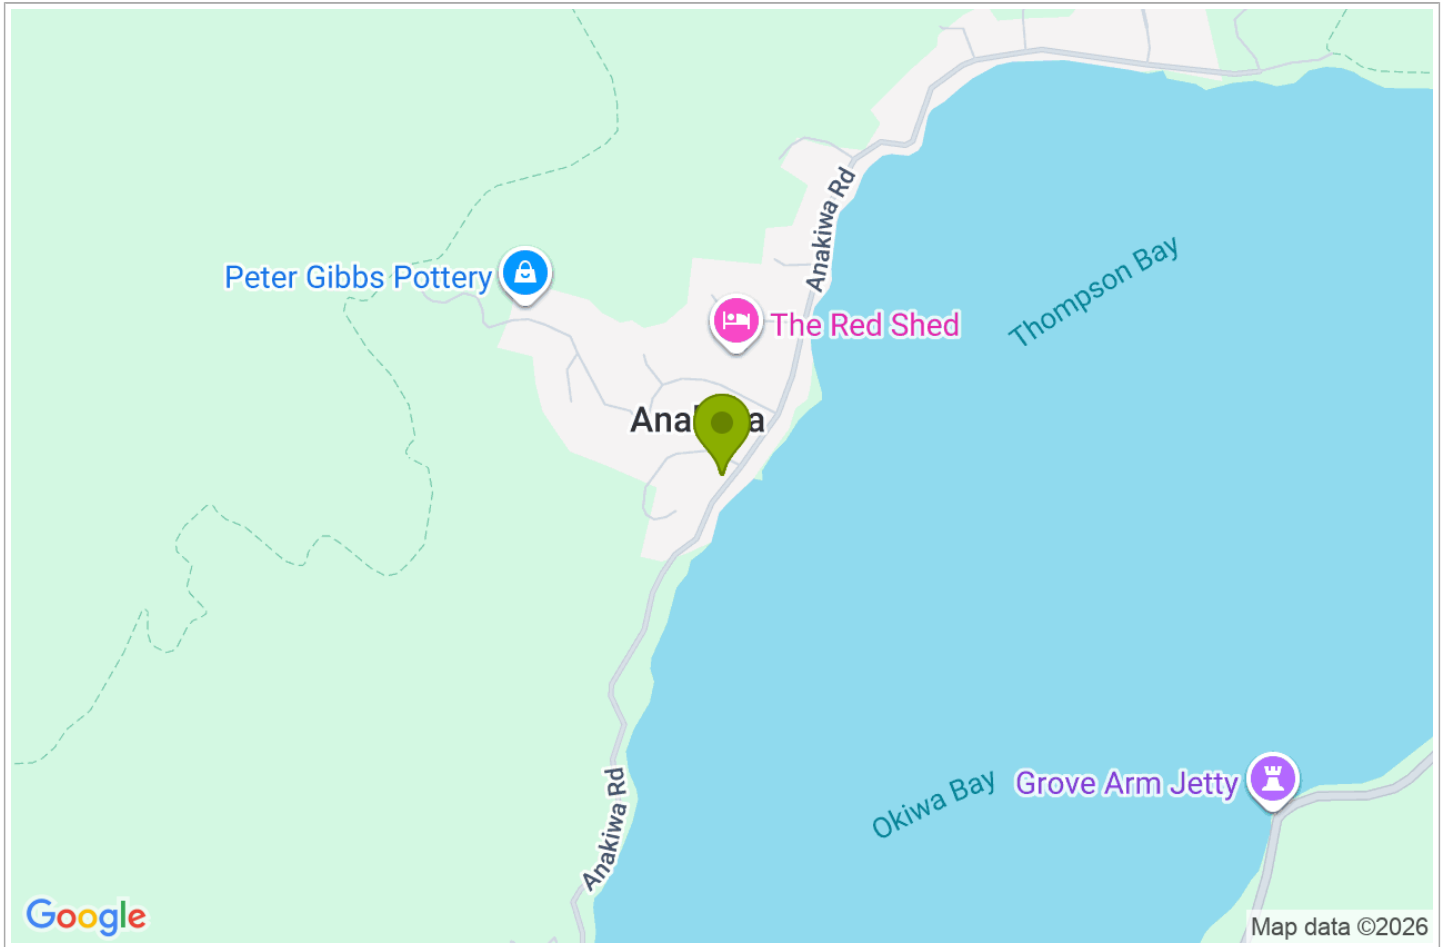 Anakiwa Rd
Thompson Bay
Peter Gibbs Pottery
The Red Shed
Anakiwa Rd
Okiwa Bay
Grove Arm Jetty
Google
Map data ©2026